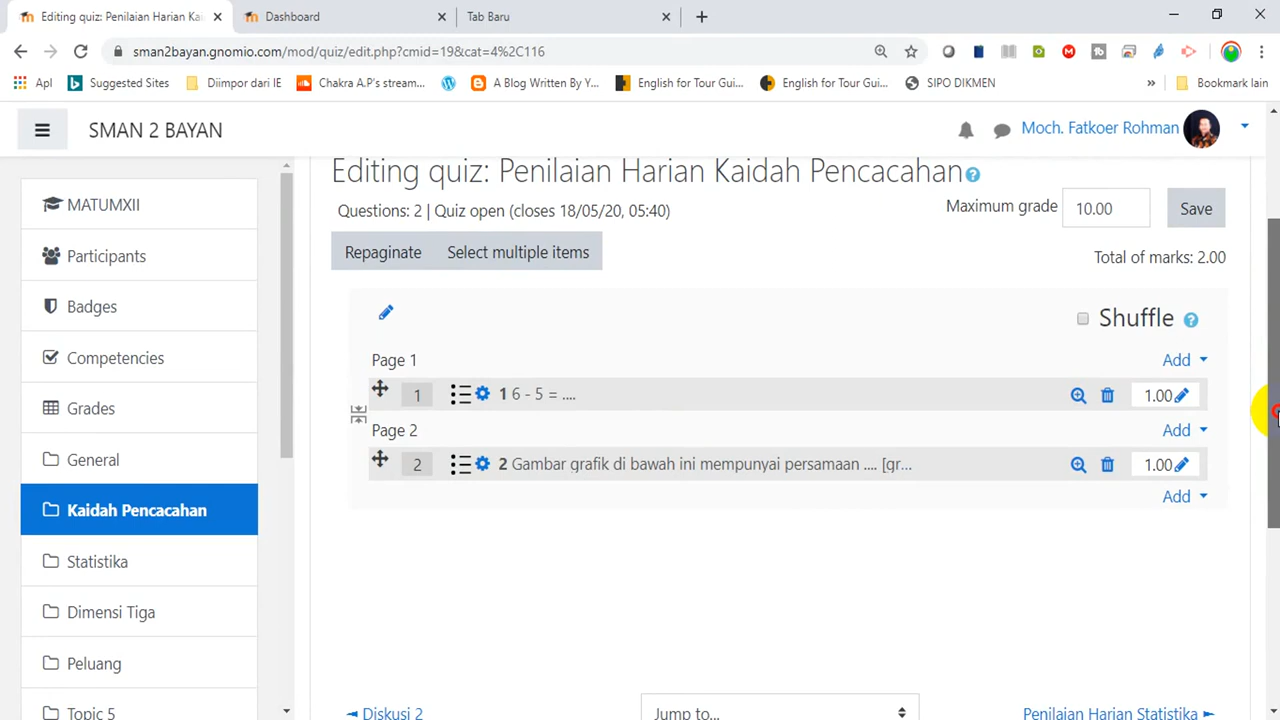 Editing quiz: Penilaian Harian Kai
Dashboard
Tab Baru
sman2bayan.gnomio.com/mod/quiz/edit.php?cmid=19&cat=4%2C116
Apl
Suggested Sites
Diimpor dari IE
Chakra A.P's stream...
A Blog Written By Y...
English for Tour Gui...
English for Tour Gui...
SIPO DIKMEN
»
Bookmark lain
SMAN 2 BAYAN
Moch. Fatkoer Rohman
MATUMXII
Participants
Badges
Competencies
Grades
General
Kaidah Pencacahan
Statistika
Dimensi Tiga
Peluang
Topic 5
Editing quiz: Penilaian Harian Kaidah Pencacahan
Questions: 2 | Quiz open (closes 18/05/20, 05:40)
Maximum grade 10.00 Save
Repaginate Select multiple items
Total of marks: 2.00
Shuffle
Page 1
Add
1 1 6 - 5 = .... 1.00
Page 2
Add
2 2 Gambar grafik di bawah ini mempunyai persamaan .... [gr... 1.00
Add
◄ Diskusi 2
Jump to...
Penilaian Harian Statistika ►